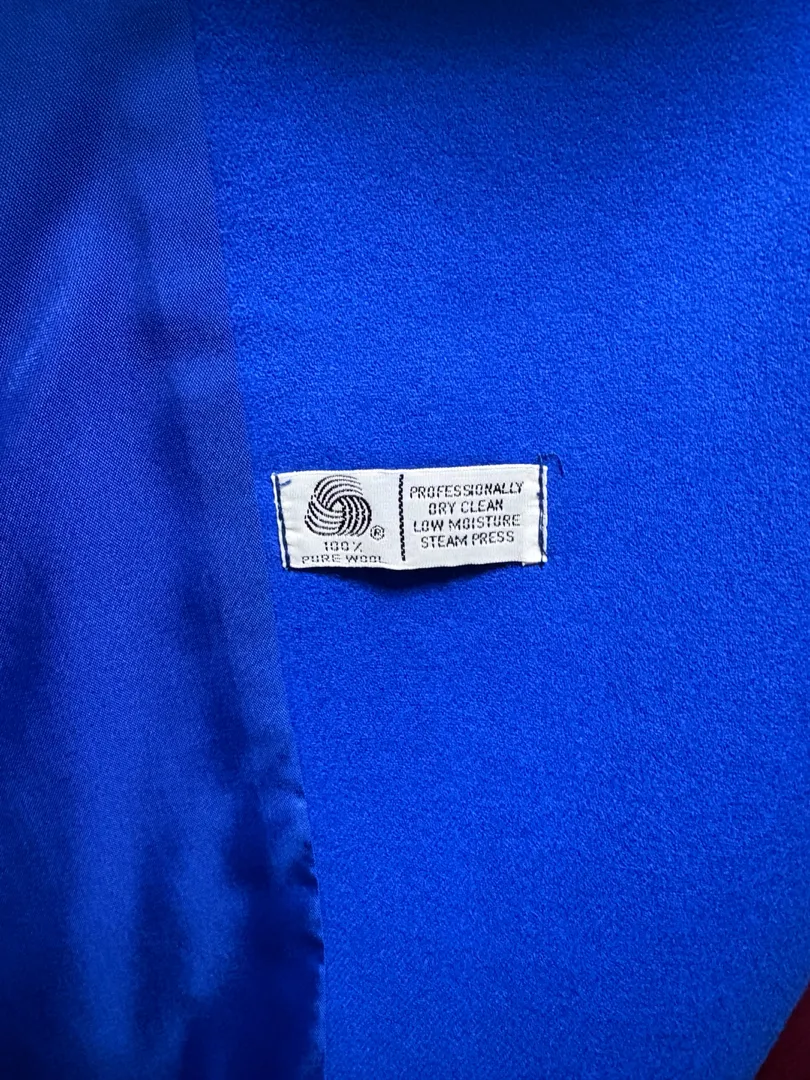 ®
100%
PURE WOOL
PROFESSIONALLY
DRY CLEAN
LOW MOISTURE
STEAM PRESS